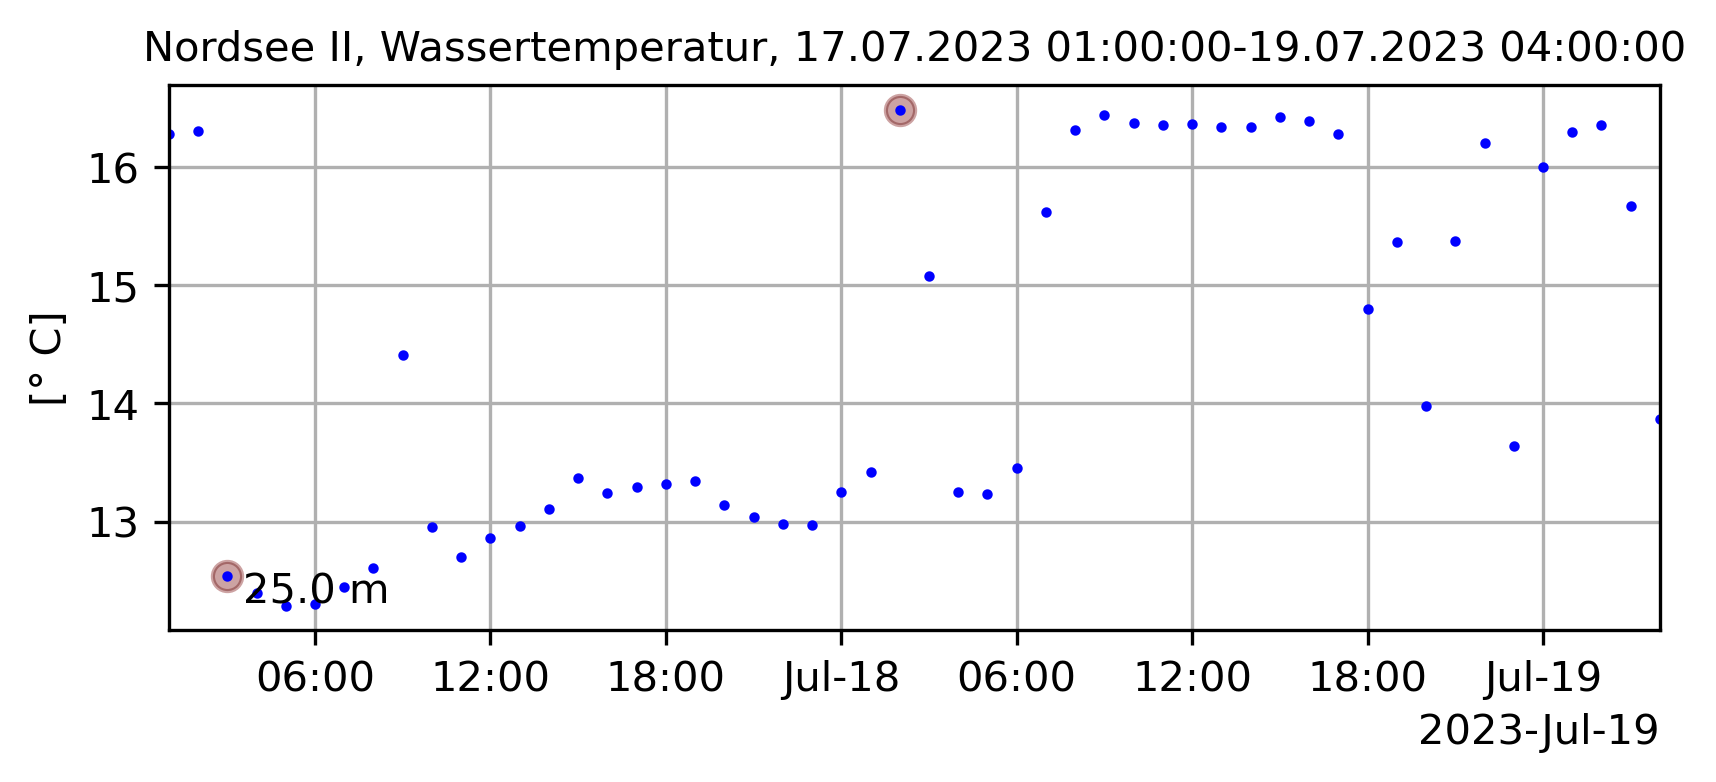 Nordsee II, Wassertemperatur, 17.07.2023 01:00:00-19.07.2023 04:00:00
[° C]
16
15
14
13
25.0 m
06:00 12:00 18:00 Jul-18 06:00 12:00 18:00 Jul-19
2023-Jul-19